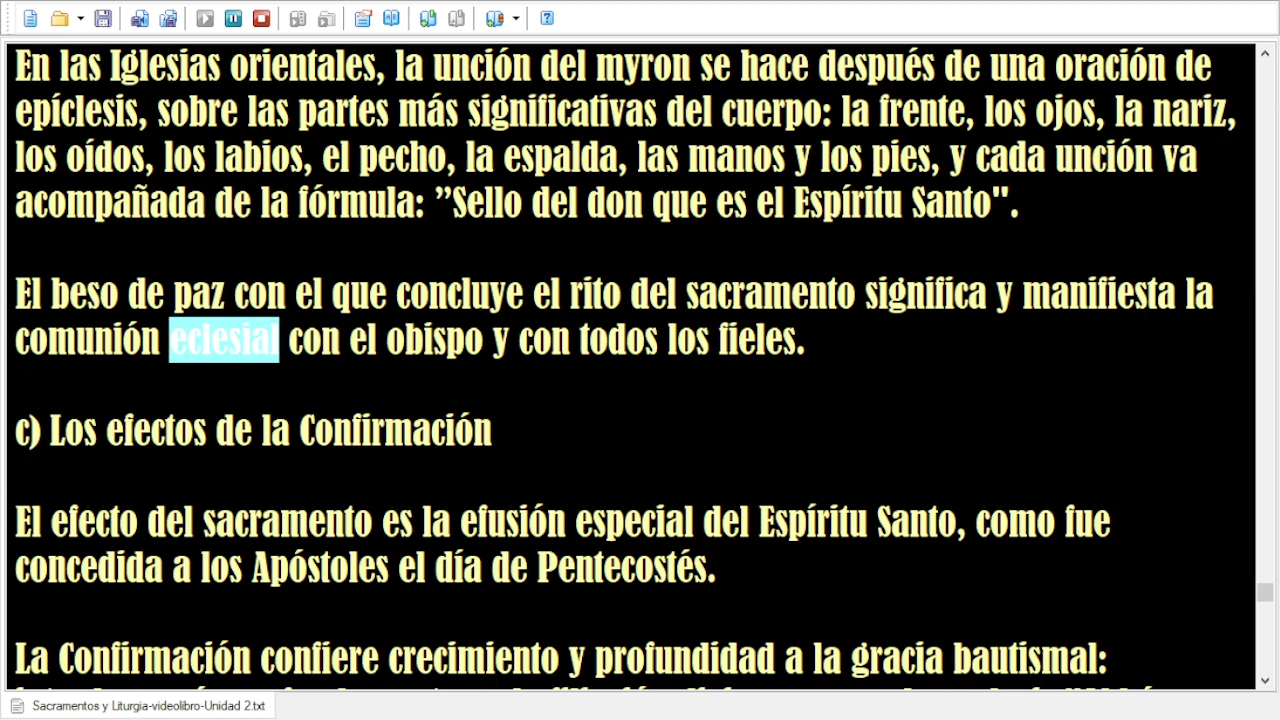 En las Iglesias orientales, la unción del myron se hace después de una oración de
epíclesis, sobre las partes más significativas del cuerpo: la frente, los ojos, la nariz,
los oídos, los labios, el pecho, la espalda, las manos y los pies, y cada unción va
acompañada de la fórmula: ”Sello del don que es el Espíritu Santo".
El beso de paz con el que concluye el rito del sacramento significa y manifiesta la
comunión eclesial con el obispo y con todos los fieles.
c) Los efectos de la Confirmación
El efecto del sacramento es la efusión especial del Espíritu Santo, como fue
concedida a los Apóstoles el día de Pentecostés.
La Confirmación confiere crecimiento y profundidad a la gracia bautismal:
Sacramentos y Liturgia-videolibro-Unidad 2.txt